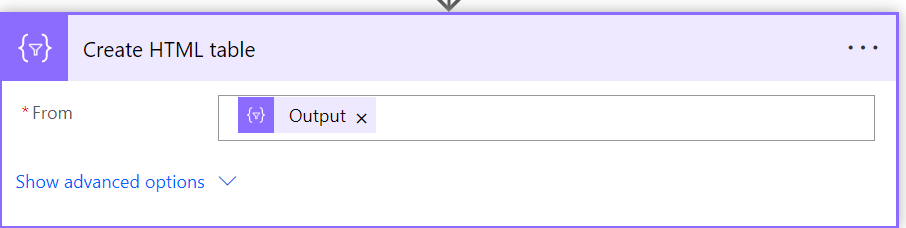 Create HTML table
* From
Output ×
Show advanced options